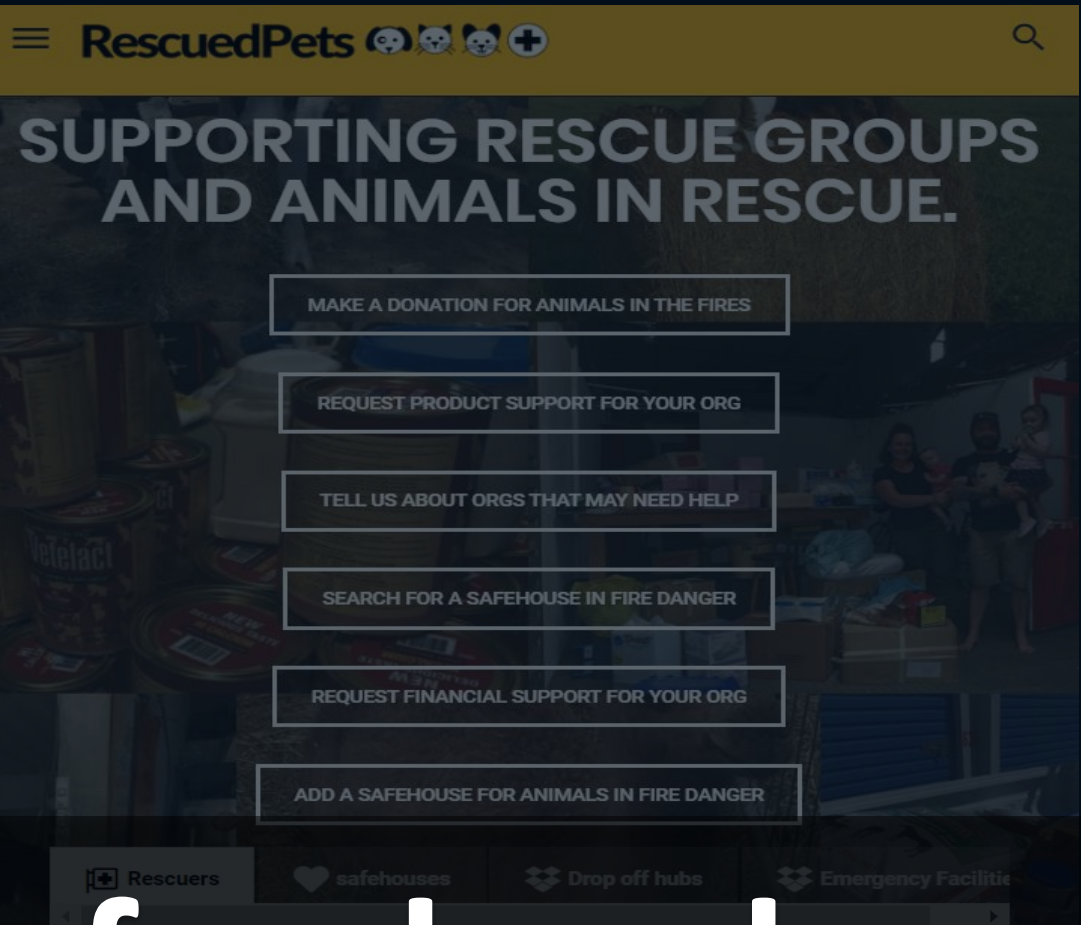 RescuedPets
SUPPORTING RESCUE GROUPS
AND ANIMALS IN RESCUE.
MAKE A DONATION FOR ANIMALS IN THE FIRES
REQUEST PRODUCT SUPPORT FOR YOUR ORG
TELL US ABOUT ORGS THAT MAY NEED HELP
SEARCH FOR A SAFEHOUSE IN FIRE DANGER
REQUEST FINANCIAL SUPPORT FOR YOUR ORG
ADD A SAFEHOUSE FOR ANIMALS IN FIRE DANGER
Rescuers
safehouses
Drop off hubs
Emergency Facilitie